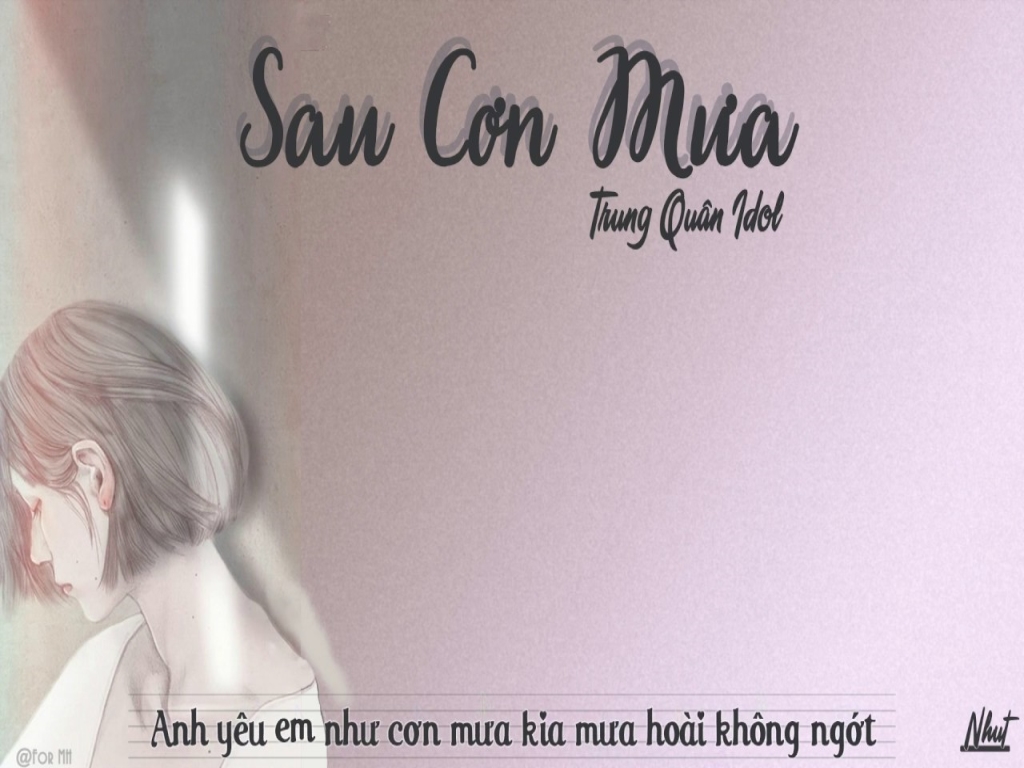 Sau Cơn Mưa
Trung Quân Idol
Anh yêu em như cơn mưa kia mưa hoài không ngớt
Nhựt
@For MH